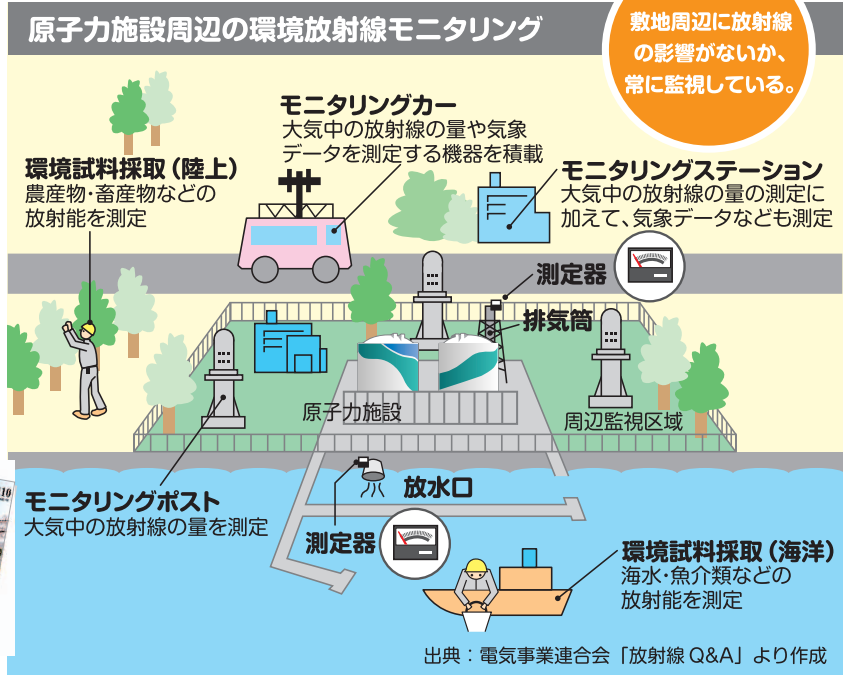 原子力施設周辺の環境放射線モニタリング
敷地周辺に放射線
の影響がないか、
常に監視している。
モニタリングカー
大気中の放射線の量や気象
データを測定する機器を積載
環境試料採取（陸上）
農産物・畜産物などの
放射能を測定
モニタリングステーション
大気中の放射線の量の測定に
加えて、気象データなども測定
測定器
排気筒
原子力施設
周辺監視区域
モニタリングポスト
大気中の放射線の量を測定
放水口
測定器
環境試料採取（海洋）
海水・魚介類などの
放射能を測定
出典：電気事業連合会「放射線Q&A」より作成